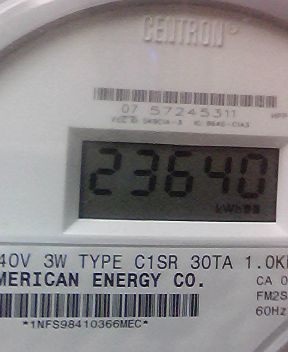 CENTRON®
07 57245311
23640
kWh
40V 3W TYPE C1SR 30TA 1.0K
MERICAN ENERGY CO.
CA 0
FM2S
60Hz
*1NFS98410366MEC*